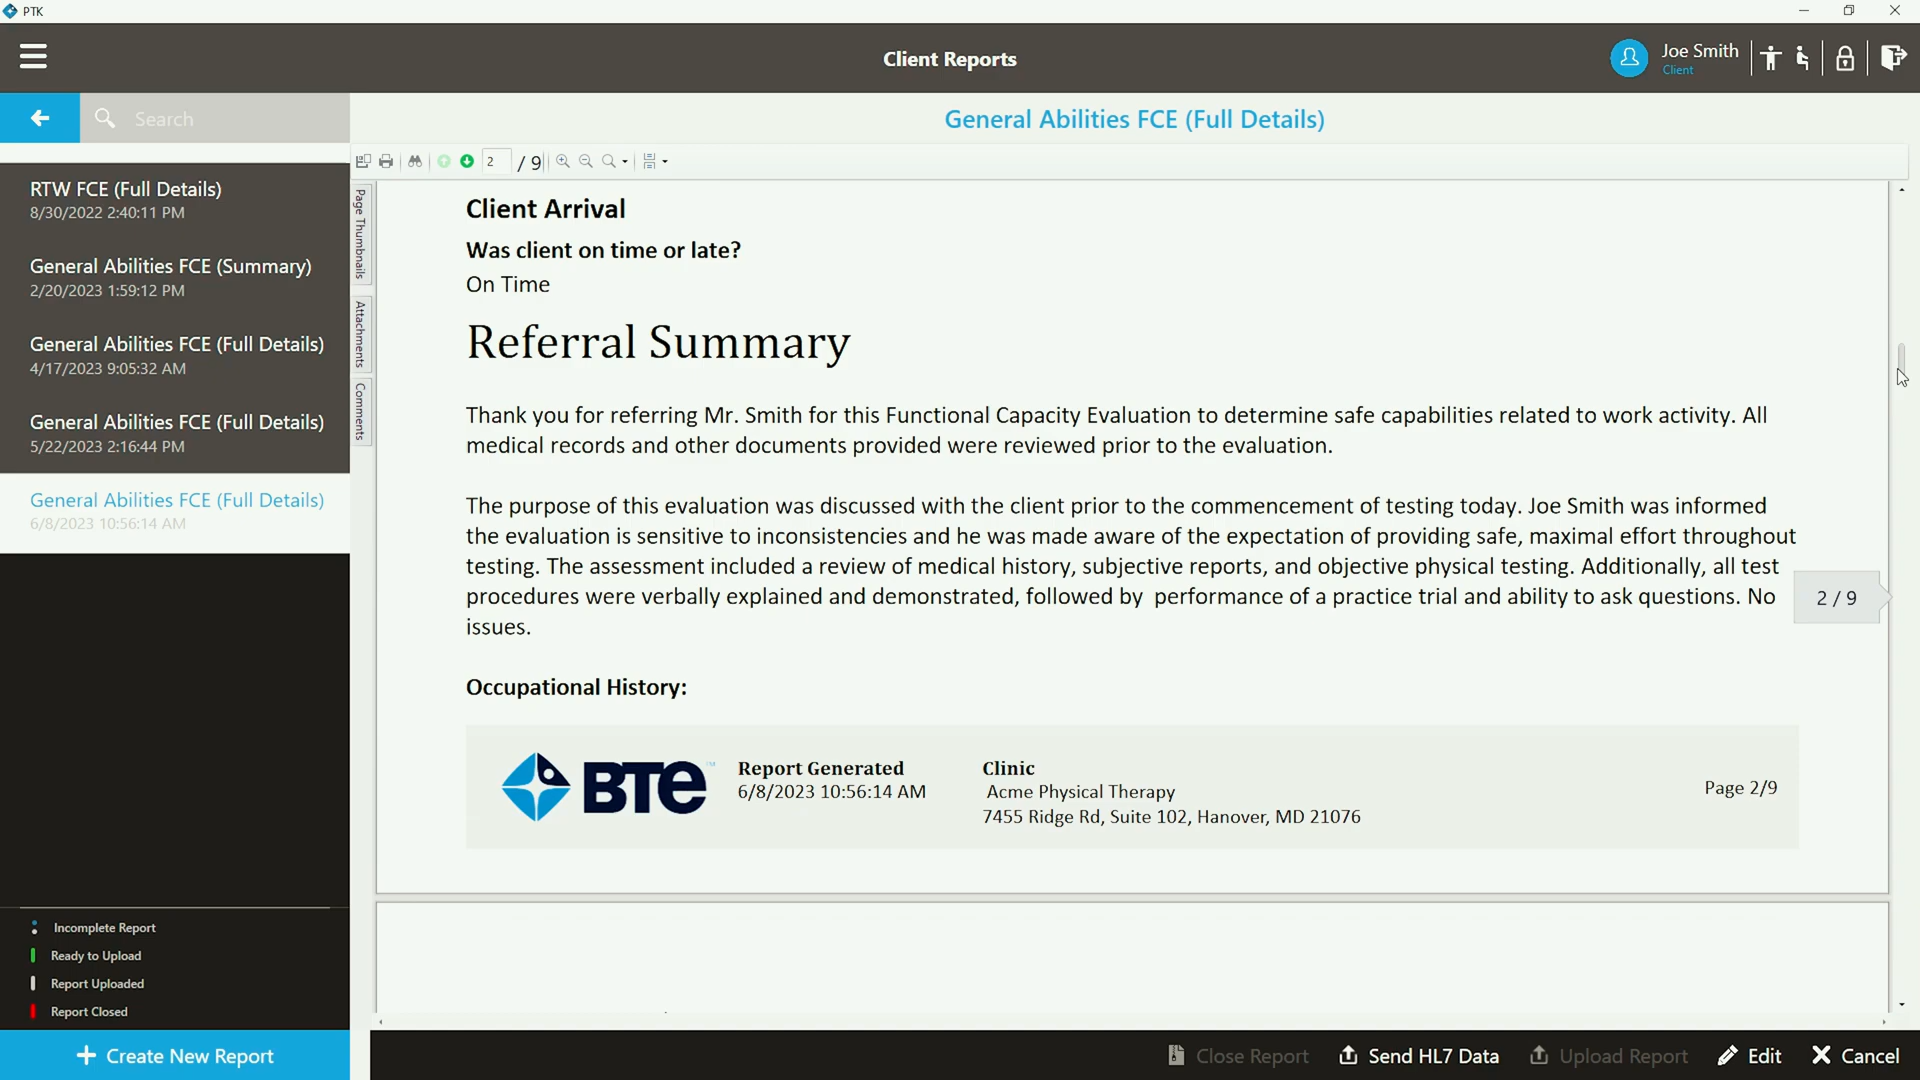 PTK
Client Reports
Joe Smith
Client
Search
General Abilities FCE (Full Details)
2 / 9
RTW FCE (Full Details)
8/30/2022 2:40:11 PM
General Abilities FCE (Summary)
2/20/2023 1:59:12 PM
General Abilities FCE (Full Details)
4/17/2023 9:05:32 AM
General Abilities FCE (Full Details)
5/22/2023 2:16:44 PM
General Abilities FCE (Full Details)
6/8/2023 10:56:14 AM
Incomplete Report
Ready to Upload
Report Uploaded
Report Closed
Create New Report
Page Thumbnails
Attachments
Comments
Client Arrival
Was client on time or late?
On Time
Referral Summary
Thank you for referring Mr. Smith for this Functional Capacity Evaluation to determine safe capabilities related to work activity. All
medical records and other documents provided were reviewed prior to the evaluation.
The purpose of this evaluation was discussed with the client prior to the commencement of testing today. Joe Smith was informed
the evaluation is sensitive to inconsistencies and he was made aware of the expectation of providing safe, maximal effort throughout
testing. The assessment included a review of medical history, subjective reports, and objective physical testing. Additionally, all test
procedures were verbally explained and demonstrated, followed by performance of a practice trial and ability to ask questions. No
issues.
2 / 9
Occupational History:
BTE™
Report Generated
6/8/2023 10:56:14 AM
Clinic
Acme Physical Therapy
7455 Ridge Rd, Suite 102, Hanover, MD 21076
Page 2/9
Close Report
Send HL7 Data
Upload Report
Edit
Cancel